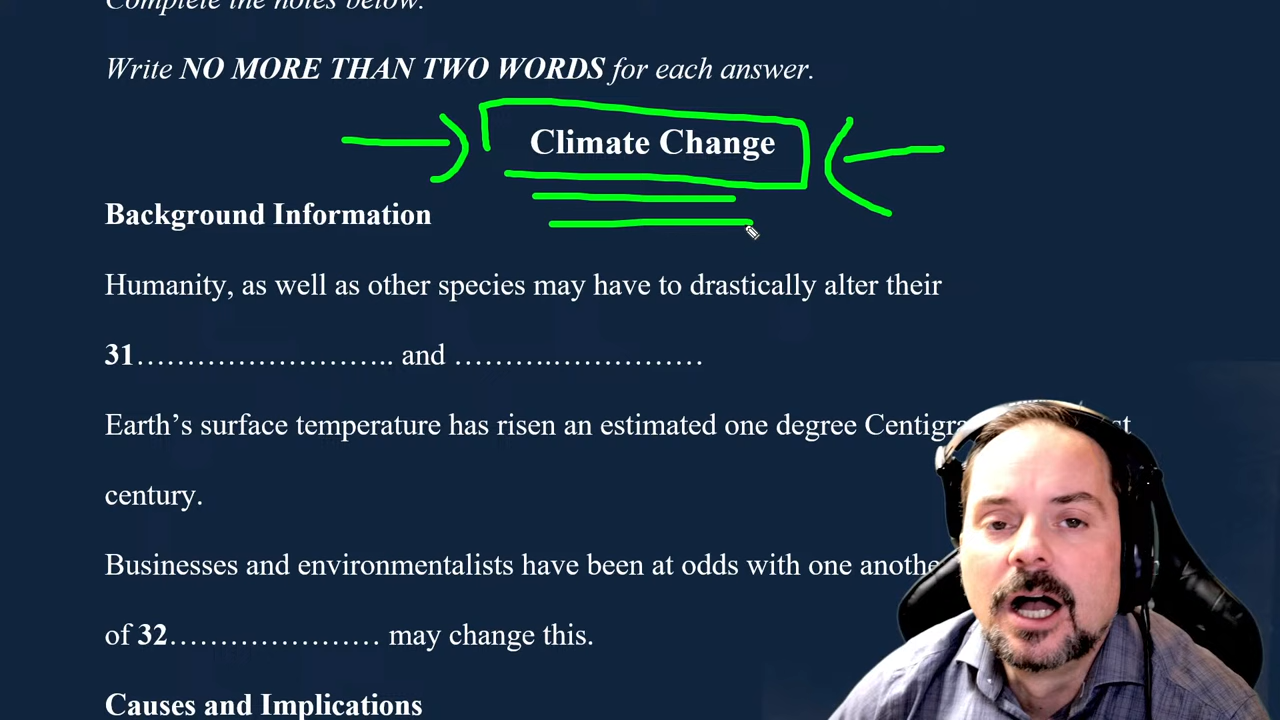 Complete the notes below.
Write NO MORE THAN TWO WORDS for each answer.
Climate Change
Background Information
Humanity, as well as other species may have to drastically alter their
31…………………….. and ……….……………
Earth’s surface temperature has risen an estimated one degree
century.
Businesses and environmentalists have been at odds with one
of 32………………… may change this.
Causes and Implications